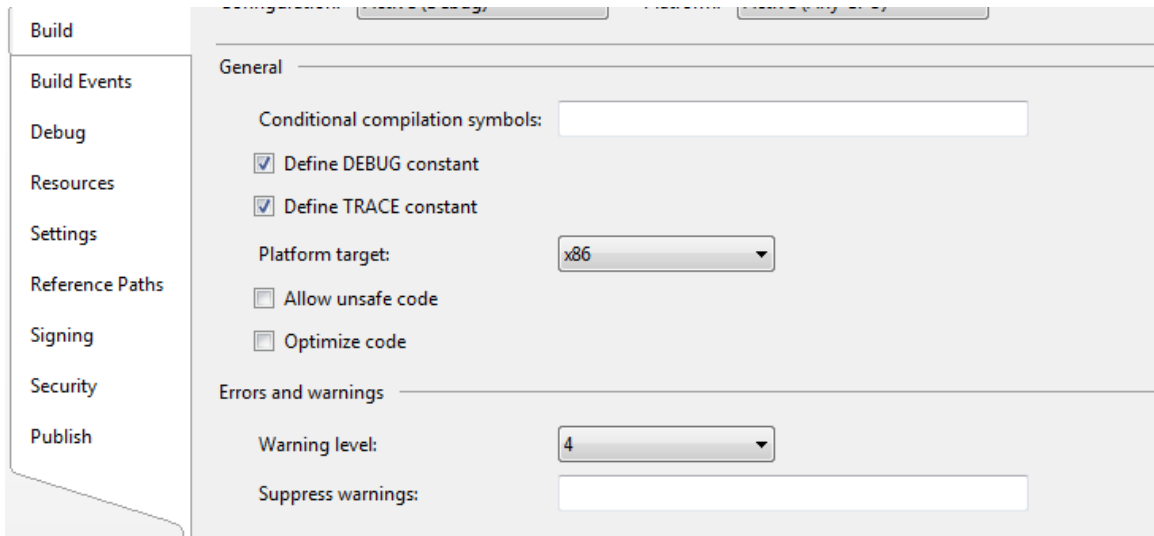 Build
Build Events
Debug
Resources
Settings
Reference Paths
Signing
Security
Publish
General
Conditional compilation symbols:
Define DEBUG constant
Define TRACE constant
Platform target: x86
Allow unsafe code
Optimize code
Errors and warnings
Warning level: 4
Suppress warnings: